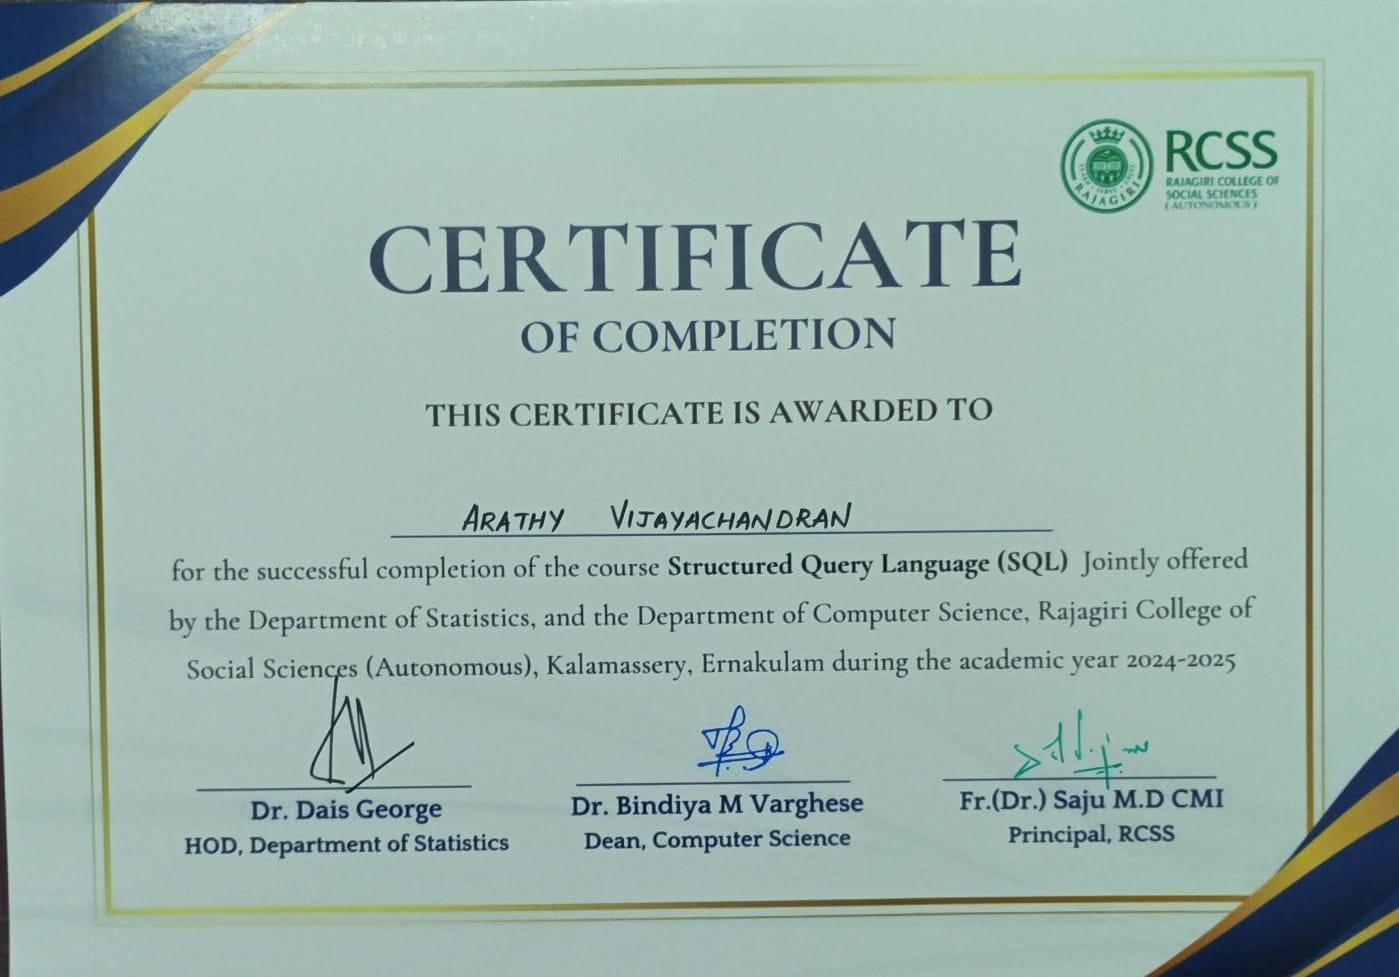 RCSS
RAJAGIRI COLLEGE OF
SOCIAL SCIENCES
(AUTONOMOUS)
RAJAGIRI
CERTIFICATE
OF COMPLETION
THIS CERTIFICATE IS AWARDED TO
ARATHY VIJAYACHANDRAN
for the successful completion of the course Structured Query Language (SQL) Jointly offered
by the Department of Statistics, and the Department of Computer Science, Rajagiri College of
Social Sciences (Autonomous), Kalamassery, Ernakulam during the academic year 2024-2025
Dr. Dais George
HOD, Department of Statistics
Dr. Bindiya M Varghese
Dean, Computer Science
Fr.(Dr.) Saju M.D CMI
Principal, RCSS